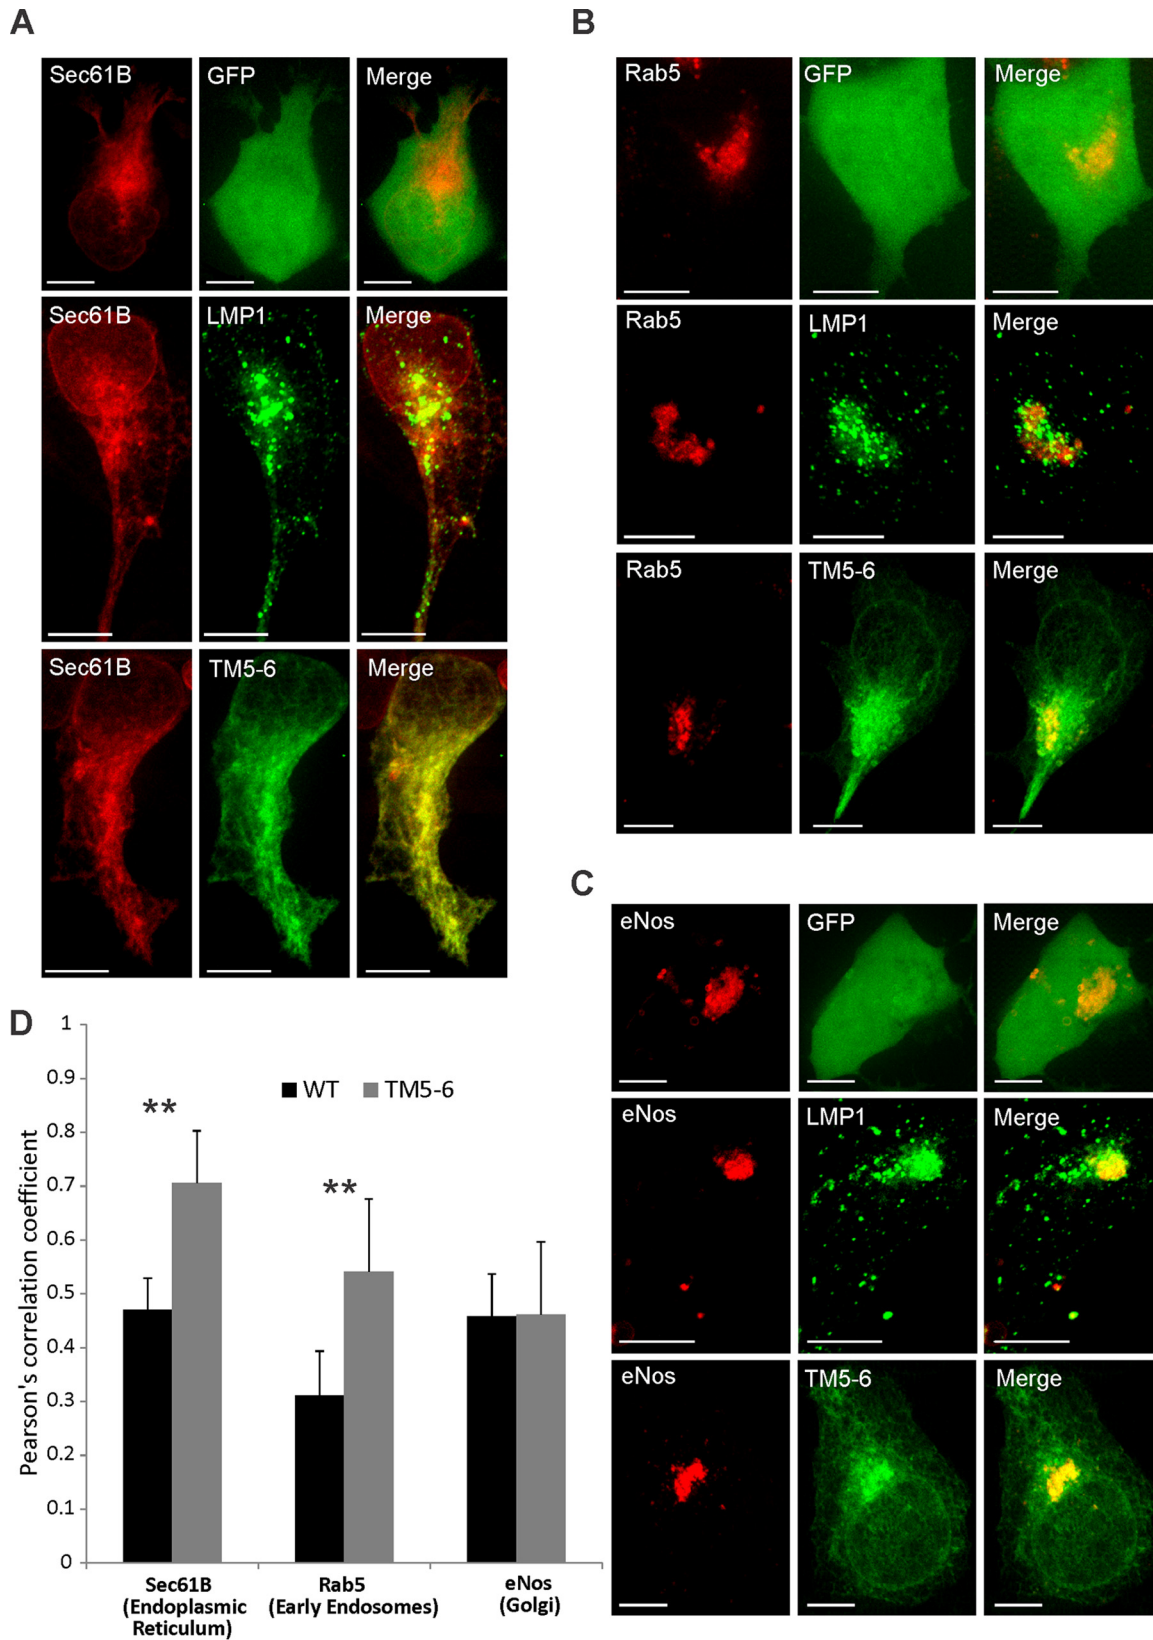 A
Sec61B GFP Merge
Sec61B LMP1 Merge
Sec61B TM5-6 Merge
B
Rab5 GFP Merge
Rab5 LMP1 Merge
Rab5 TM5-6 Merge
C
eNos GFP Merge
eNos LMP1 Merge
eNos TM5-6 Merge
D
Pearson's correlation coefficient
1
0.9
0.8
0.7
0.6
0.5
0.4
0.3
0.2
0.1
0
WT TM5-6
**
**
Sec61B
(Endoplasmic
Reticulum)
Rab5
(Early Endosomes)
eNos
(Golgi)